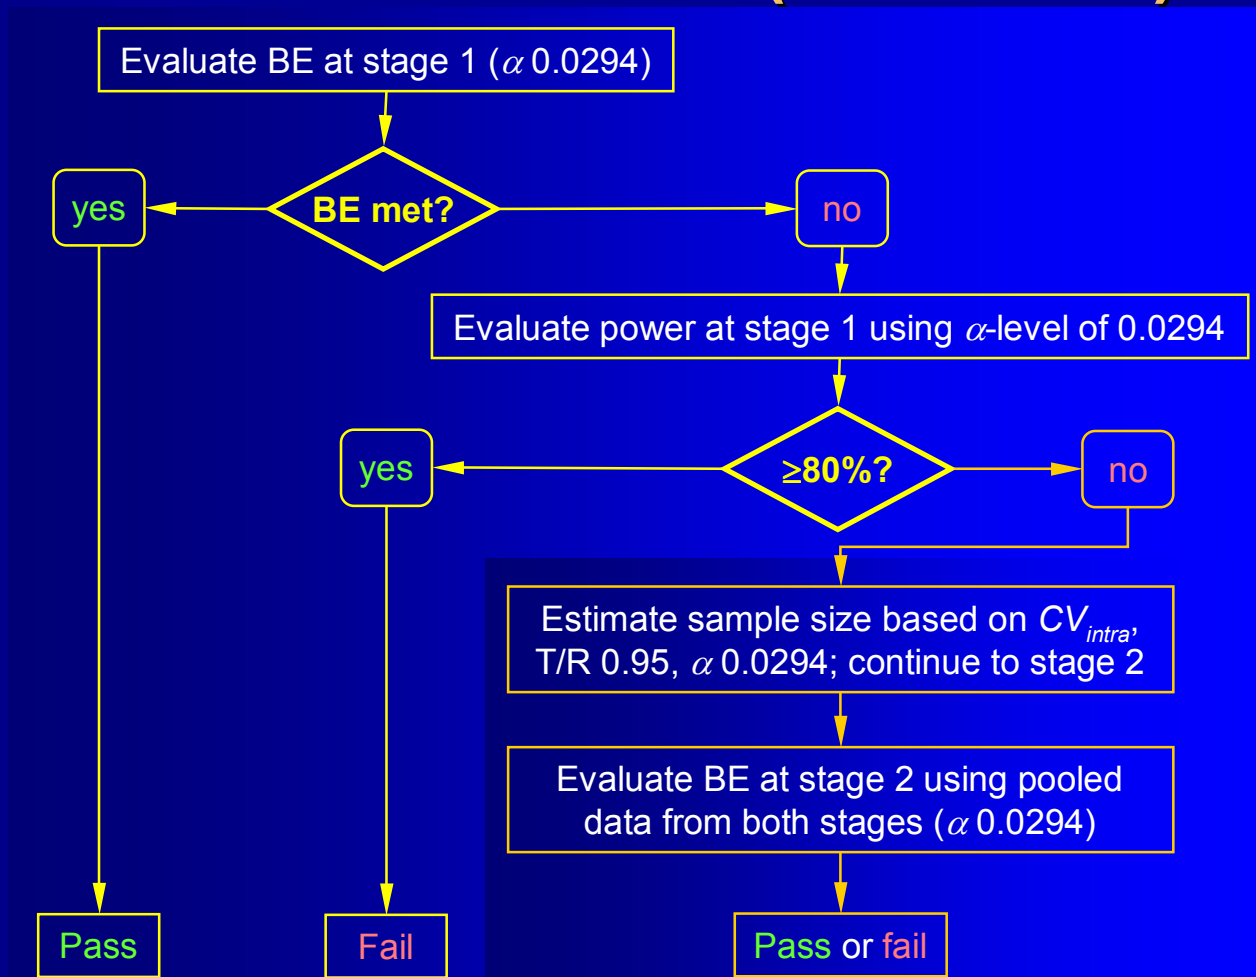 Evaluate BE at stage 1 (α 0.0294)
yes
BE met?
no
Evaluate power at stage 1 using α-level of 0.0294
yes
≥80%?
no
Estimate sample size based on CVintra,
T/R 0.95, α 0.0294; continue to stage 2
Evaluate BE at stage 2 using pooled
data from both stages (α 0.0294)
Pass
Fail
Pass or fail